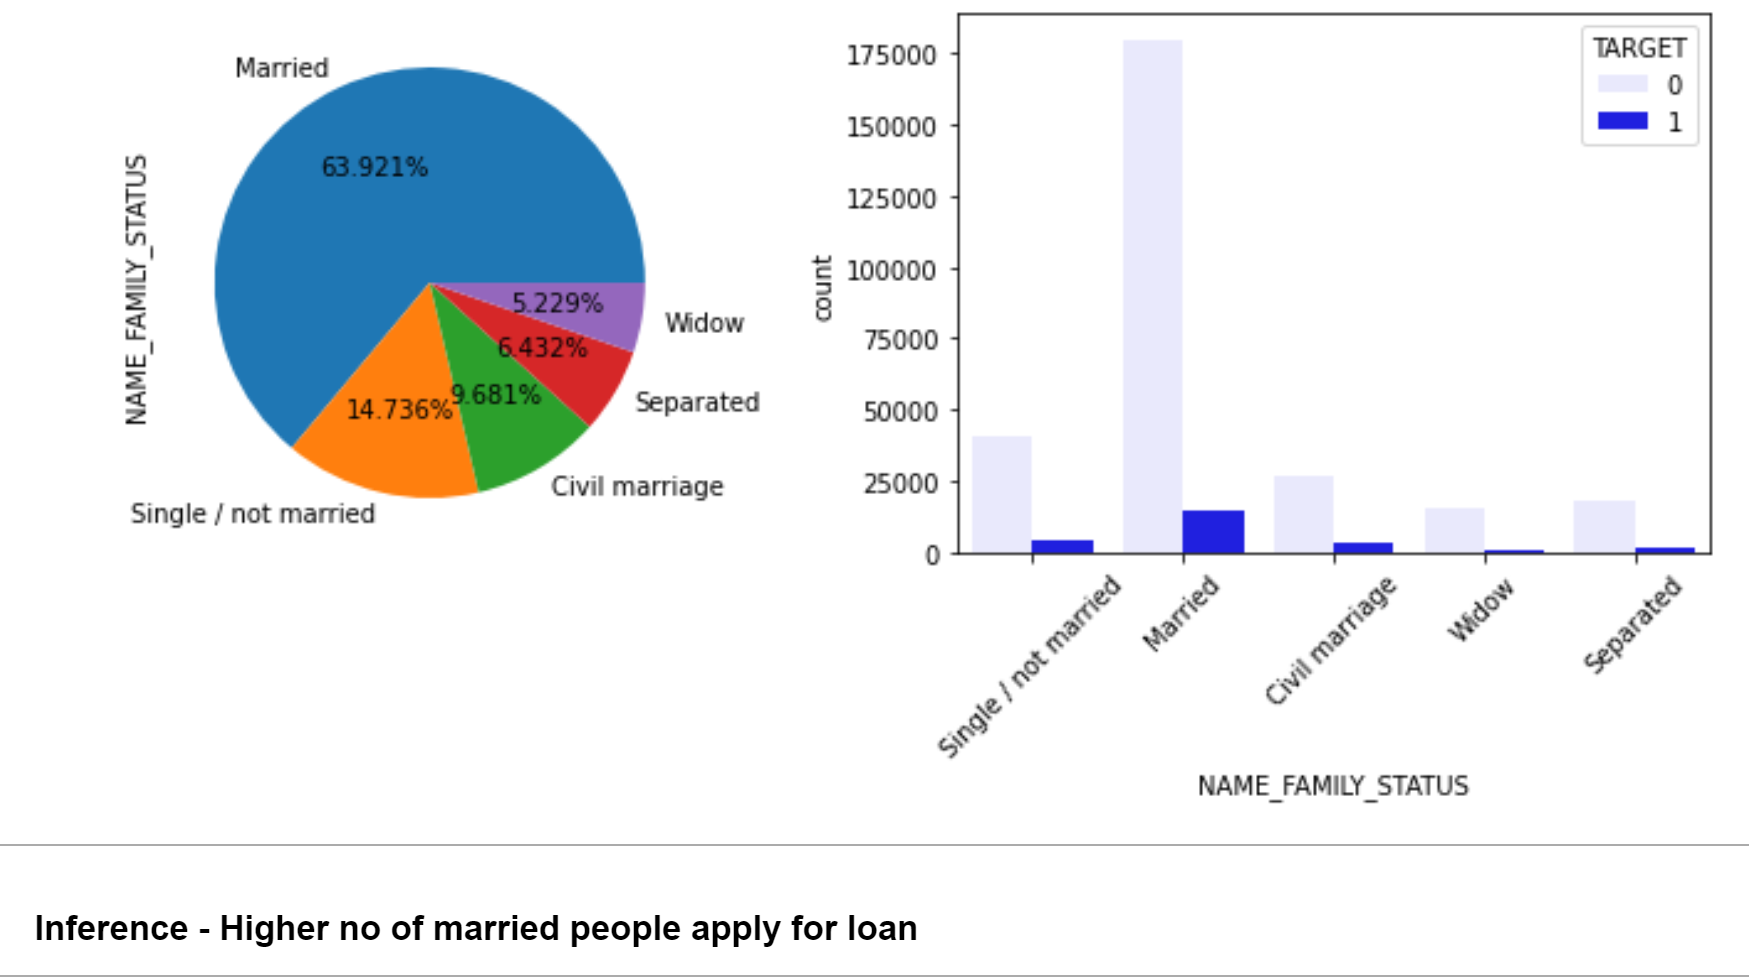 Married
63.921%
NAME_FAMILY_STATUS
5.229%
Widow
6.432%
Separated
9.681%
14.736%
Civil marriage
Single / not married
TARGET
0
1
175000
150000
125000
100000
75000
50000
25000
0
count
Single / not married
Married
Civil marriage
Widow
Separated
NAME_FAMILY_STATUS
Inference - Higher no of married people apply for loan